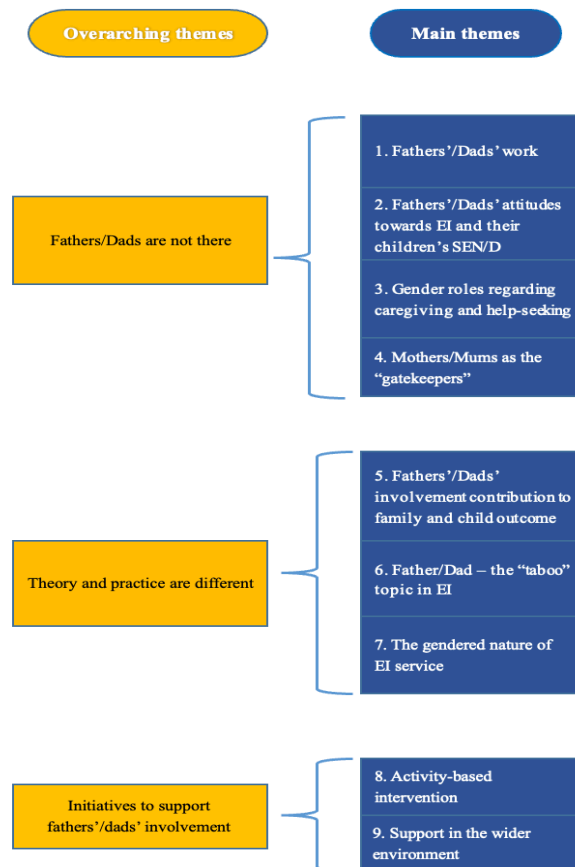 Overarching themes
Main themes
Fathers/Dads are not there
1. Fathers’/Dads’ work
2. Fathers’/Dads’ attitudes
towards EI and their
children’s SEN/D
3. Gender roles regarding
caregiving and help-seeking
4. Mothers/Mums as the
“gatekeepers”
Theory and practice are different
5. Fathers’/Dads’
involvement contribution to
family and child outcome
6. Father/Dad – the “taboo”
topic in EI
7. The gendered nature of
EI service
Initiatives to support
fathers’/dads’ involvement
8. Activity-based
intervention
9. Support in the wider
environment